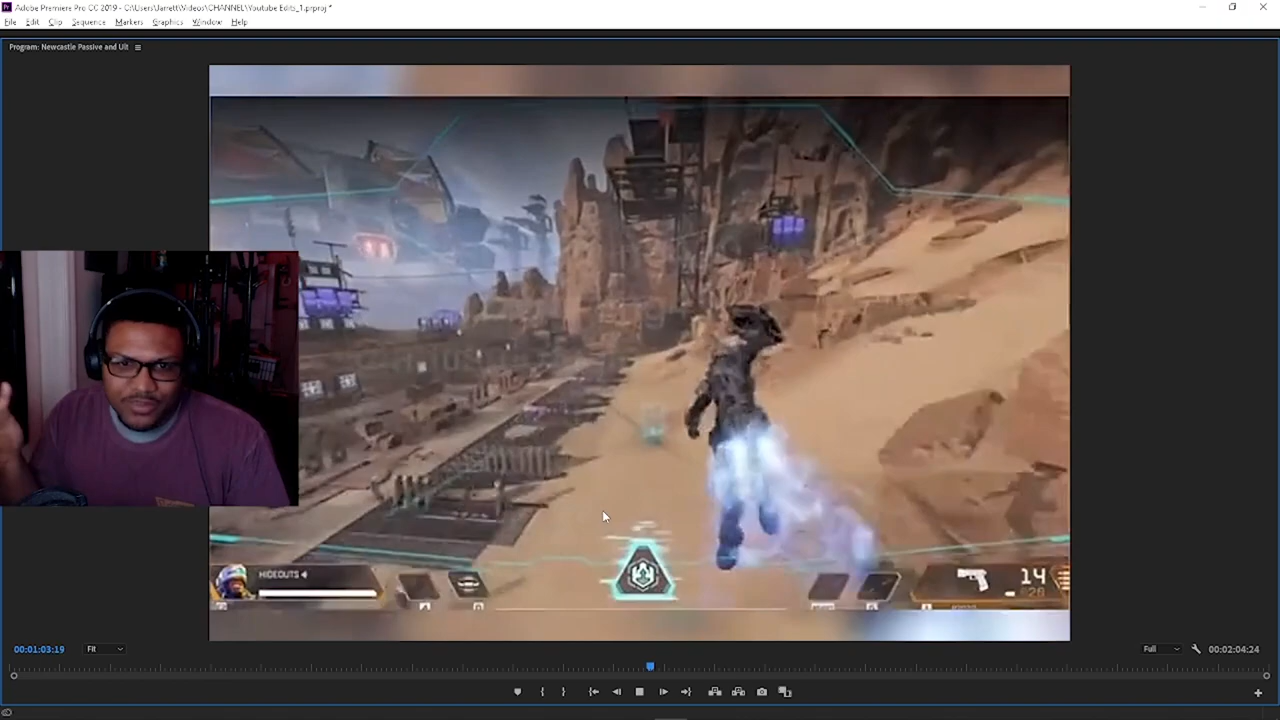 Adobe Premiere Pro CC 2019 - C:\Users\Jarrett\Videos\CHANNEL\Youtube Edits_1.prproj *
File Edit Clip Sequence Markers Graphics Window Help
Program: Newcastle Passive and Ult
HIDEOUTS
14
28
00:01:03:19
Fit
Full
00:02:04:24